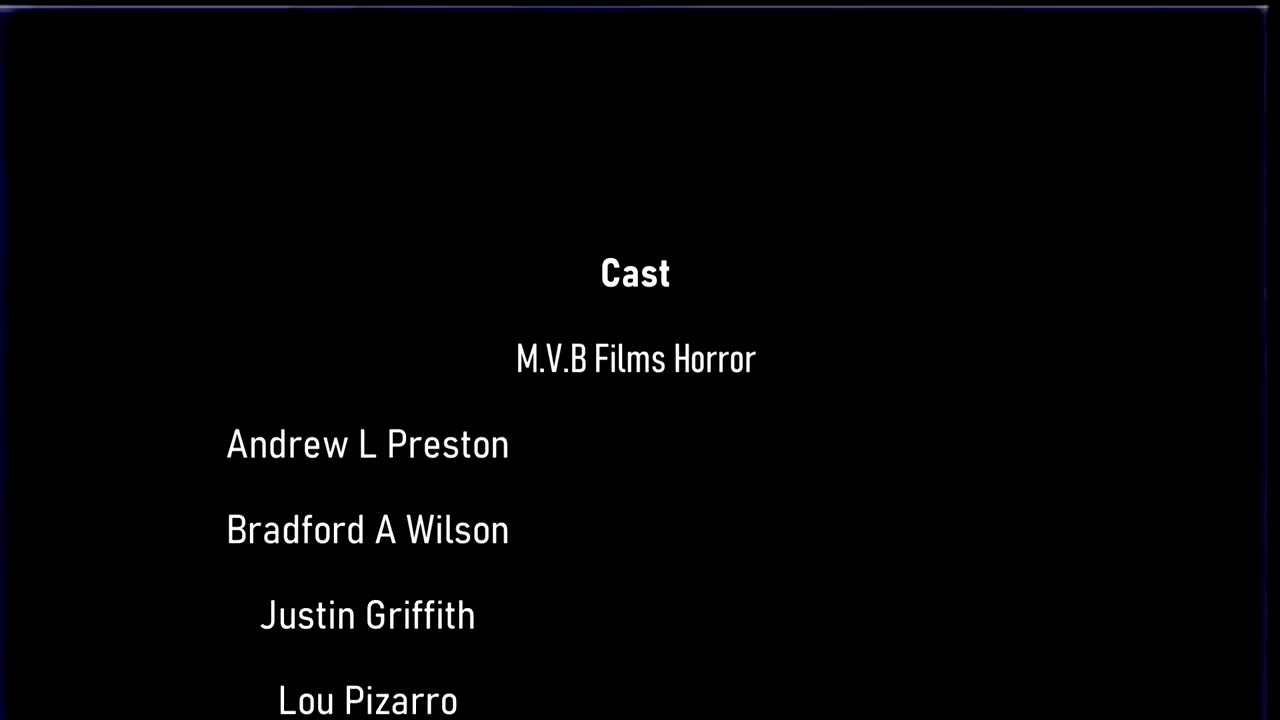 Cast
M.V.B Films Horror
Andrew L Preston
Bradford A Wilson
Justin Griffith
Lou Pizarro